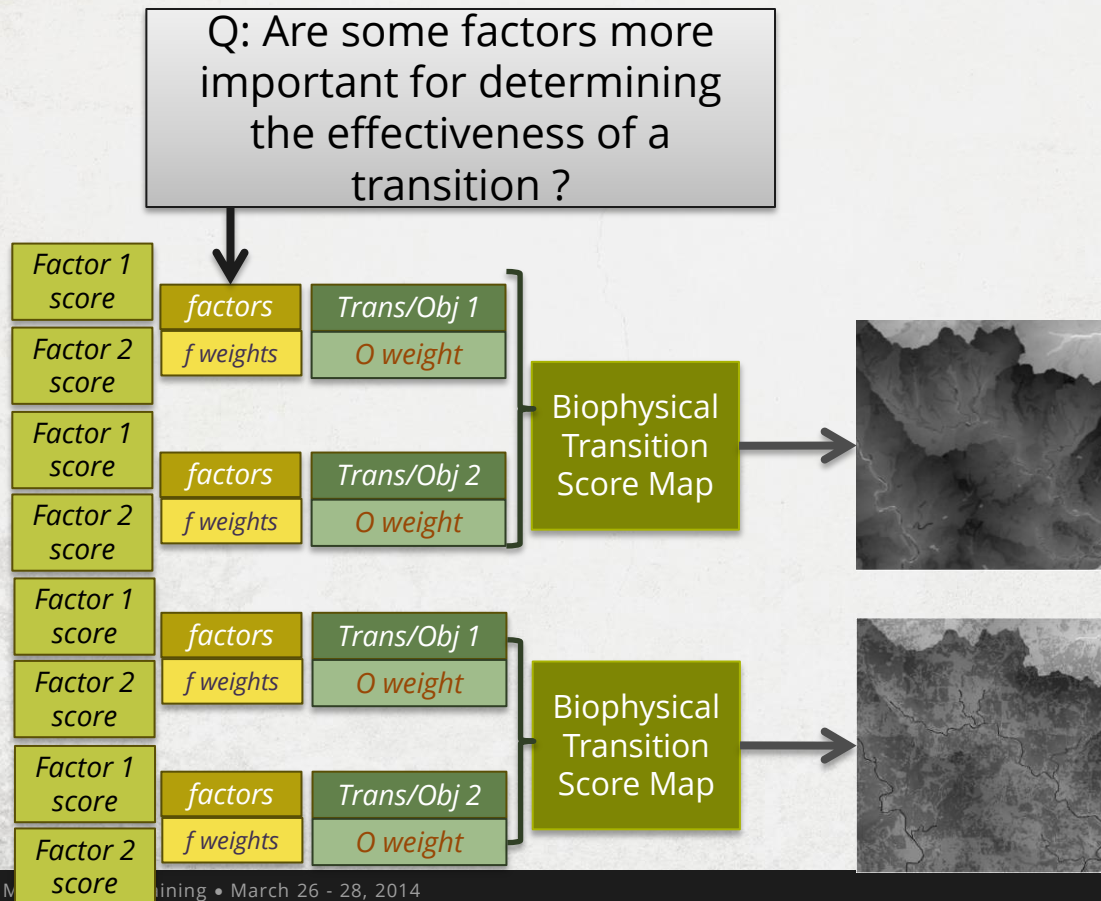 Q: Are some factors more
important for determining
the effectiveness of a
transition ?
Factor 1
score
Factor 2
score
factors
f weights
Trans/Obj 1
O weight
Factor 1
score
Factor 2
score
factors
f weights
Trans/Obj 2
O weight
Biophysical
Transition
Score Map
Factor 1
score
Factor 2
score
factors
f weights
Trans/Obj 1
O weight
Factor 1
score
Factor 2
score
factors
f weights
Trans/Obj 2
O weight
Biophysical
Transition
Score Map
• March 26 - 28, 2014